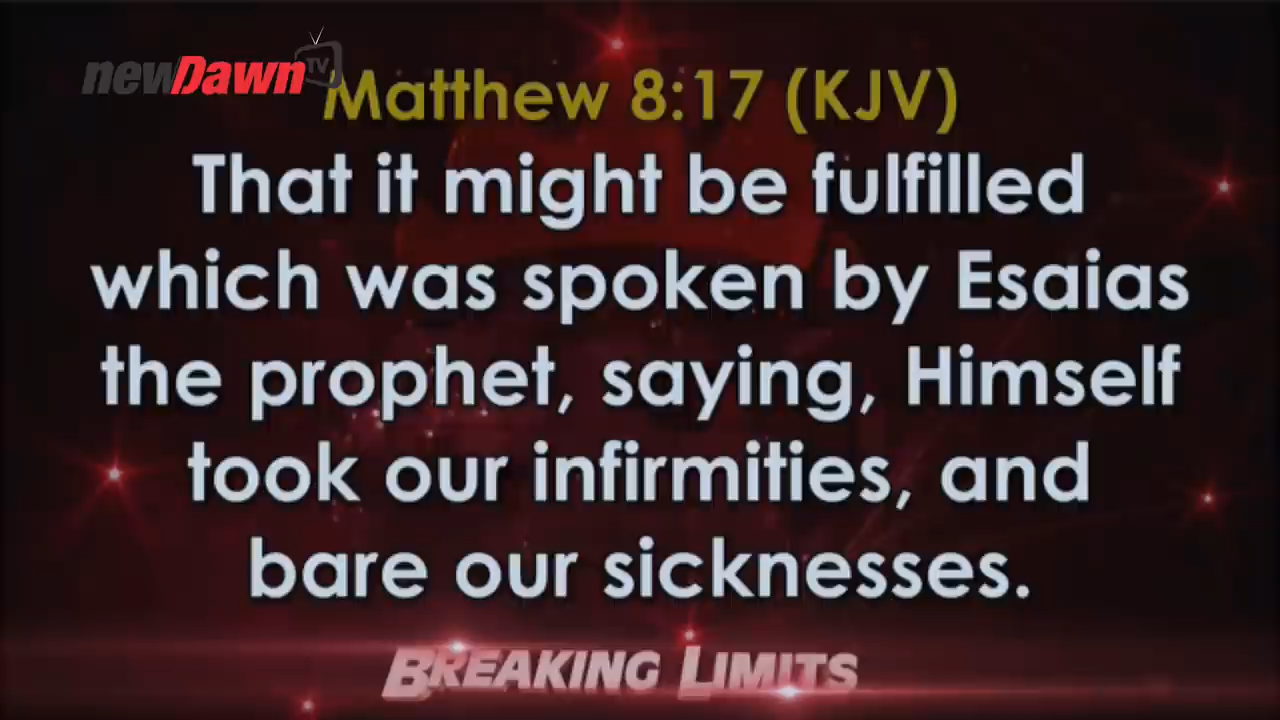 newDawn TV
Matthew 8:17 (KJV)
That it might be fulfilled
which was spoken by Esaias
the prophet, saying, Himself
took our infirmities, and
bare our sicknesses.
BREAKING LIMITS